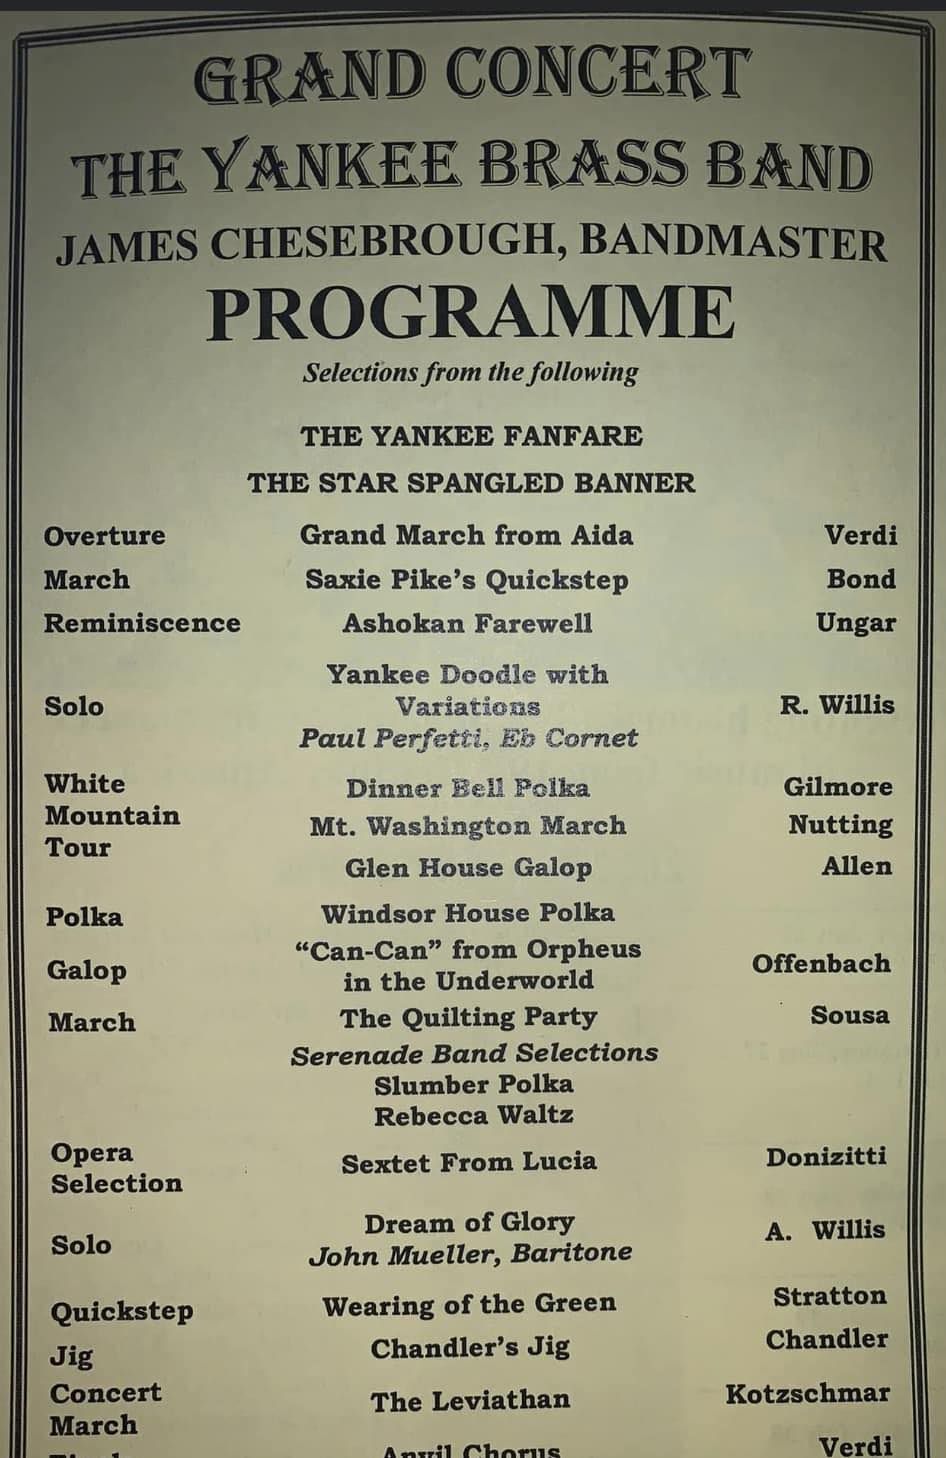 GRAND CONCERT
THE YANKEE BRASS BAND
JAMES CHESEBROUGH, BANDMASTER
PROGRAMME
Selections from the following
THE YANKEE FANFARE
THE STAR SPANGLED BANNER
Overture Grand March from Aida Verdi
March Saxie Pike's Quickstep Bond
Reminiscence Ashokan Farewell Ungar
Yankee Doodle with
Solo Variations R. Willis
Paul Perfetti, Eb Cornet
White Dinner Bell Polka Gilmore
Mountain Mt. Washington March Nutting
Tour Glen House Galop Allen
Polka Windsor House Polka
Galop “Can-Can” from Orpheus Offenbach
in the Underworld
March The Quilting Party Sousa
Serenade Band Selections
Slumber Polka
Rebecca Waltz
Opera Sextet From Lucia Donizitti
Selection
Dream of Glory
Solo John Mueller, Baritone A. Willis
Quickstep Wearing of the Green Stratton
Jig Chandler's Jig Chandler
Concert The Leviathan Kotzschmar
March
Anvil Chorus Verdi